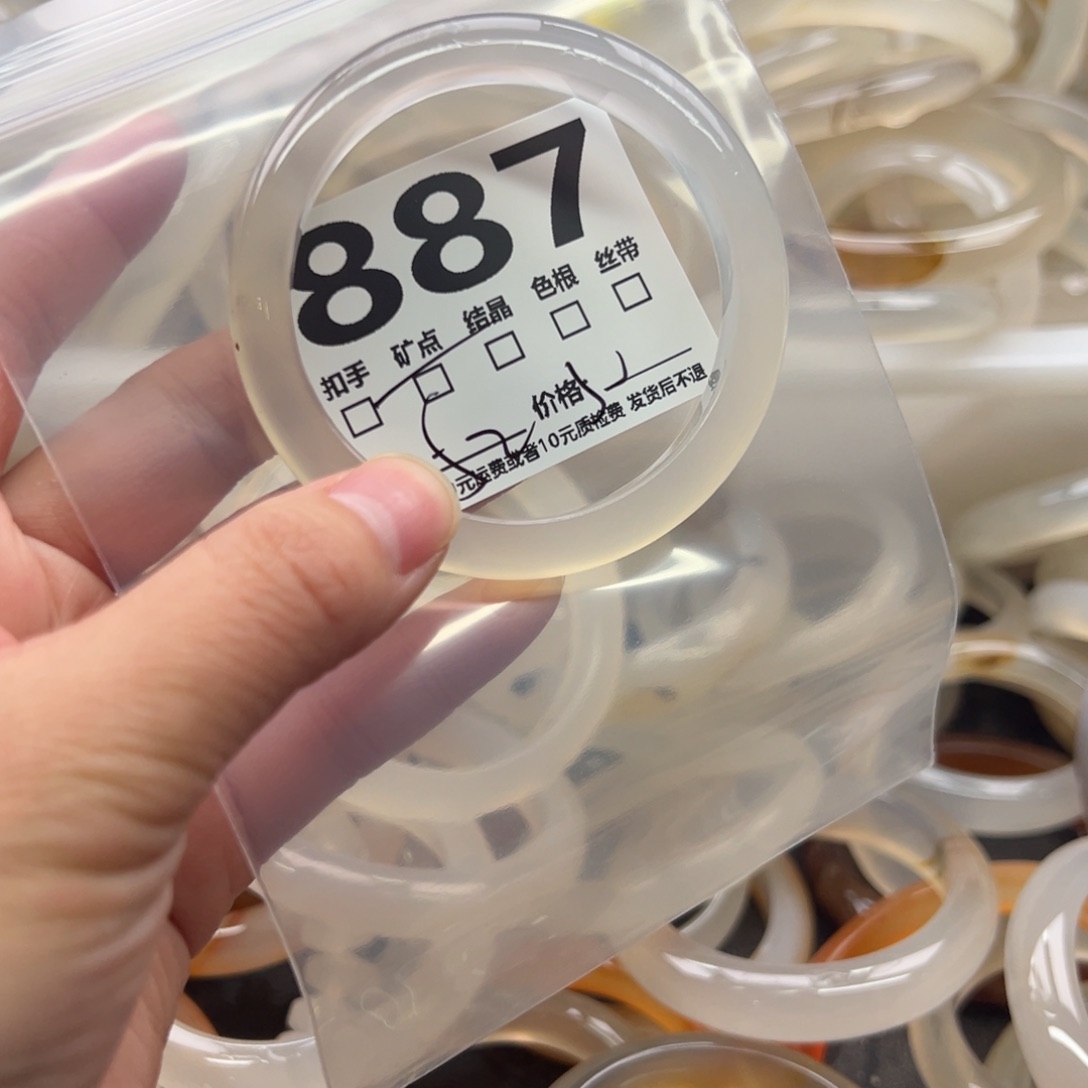 887
扣手 矿点 结晶 色根 丝带
价格
元运费或者10元质检费 发货后不退